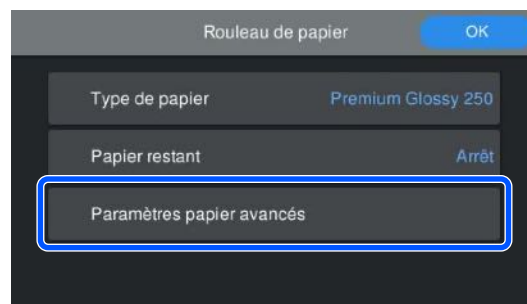 Rouleau de papier
OK
Type de papier
Premium Glossy 250
Papier restant
Arrêt
Paramètres papier avancés